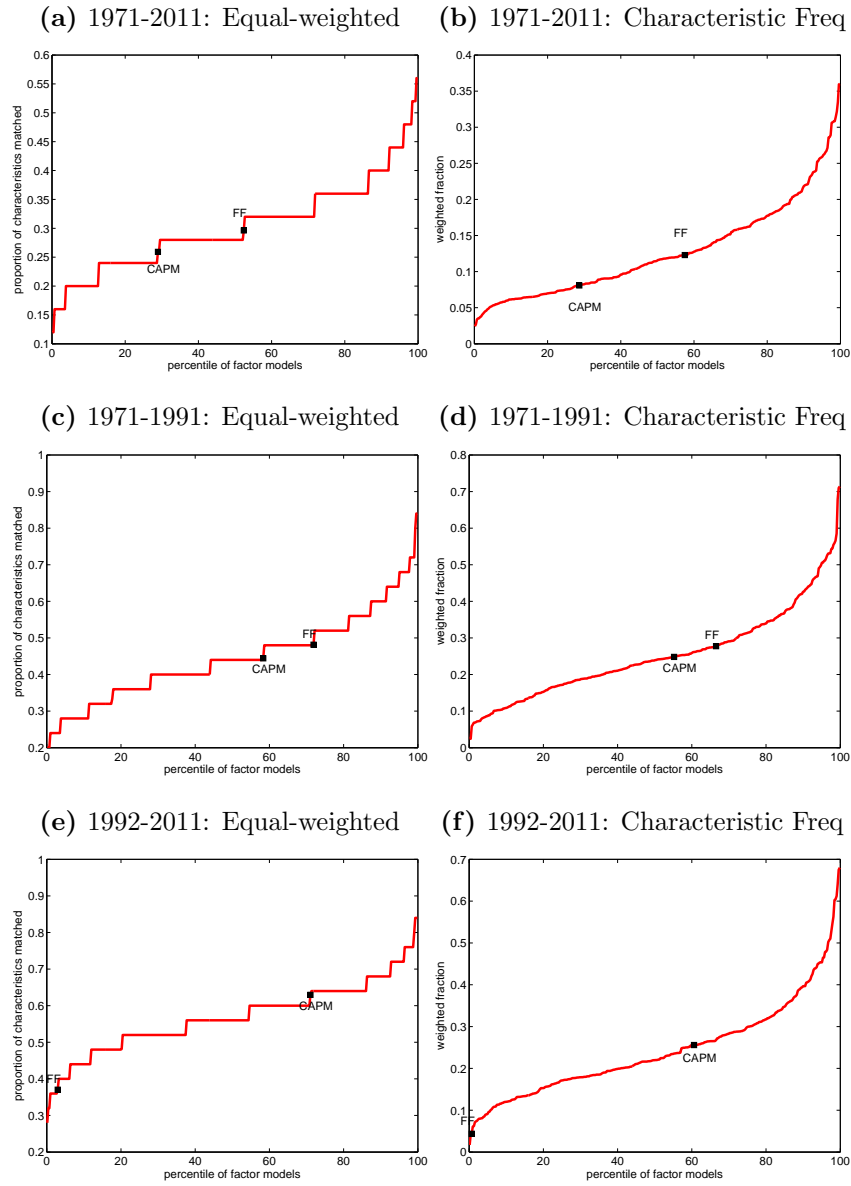 (a) 1971-2011: Equal-weighted
(b) 1971-2011: Characteristic Freq
0.6
0.55
0.5
0.45
0.4
0.35
0.3
0.25
0.2
0.15
0.1
proportion of characteristics matched
FF
CAPM
0 20 40 60 80 100
percentile of factor models
0.4
0.35
0.3
0.25
0.2
0.15
0.1
0.05
0
weighted fraction
FF
CAPM
0 20 40 60 80 100
percentile of factor models
(c) 1971-1991: Equal-weighted
(d) 1971-1991: Characteristic Freq
1
0.9
0.8
0.7
0.6
0.5
0.4
0.3
0.2
proportion of characteristics matched
FF
CAPM
0 20 40 60 80 100
percentile of factor models
0.8
0.7
0.6
0.5
0.4
0.3
0.2
0.1
0
weighted fraction
FF
CAPM
0 20 40 60 80 100
percentile of factor models
(e) 1992-2011: Equal-weighted
(f) 1992-2011: Characteristic Freq
1
0.9
0.8
0.7
0.6
0.5
0.4
0.3
0.2
proportion of characteristics matched
CAPM
FF
0 20 40 60 80 100
percentile of factor models
0.7
0.6
0.5
0.4
0.3
0.2
0.1
0
weighted fraction
CAPM
FF
0 20 40 60 80 100
percentile of factor models